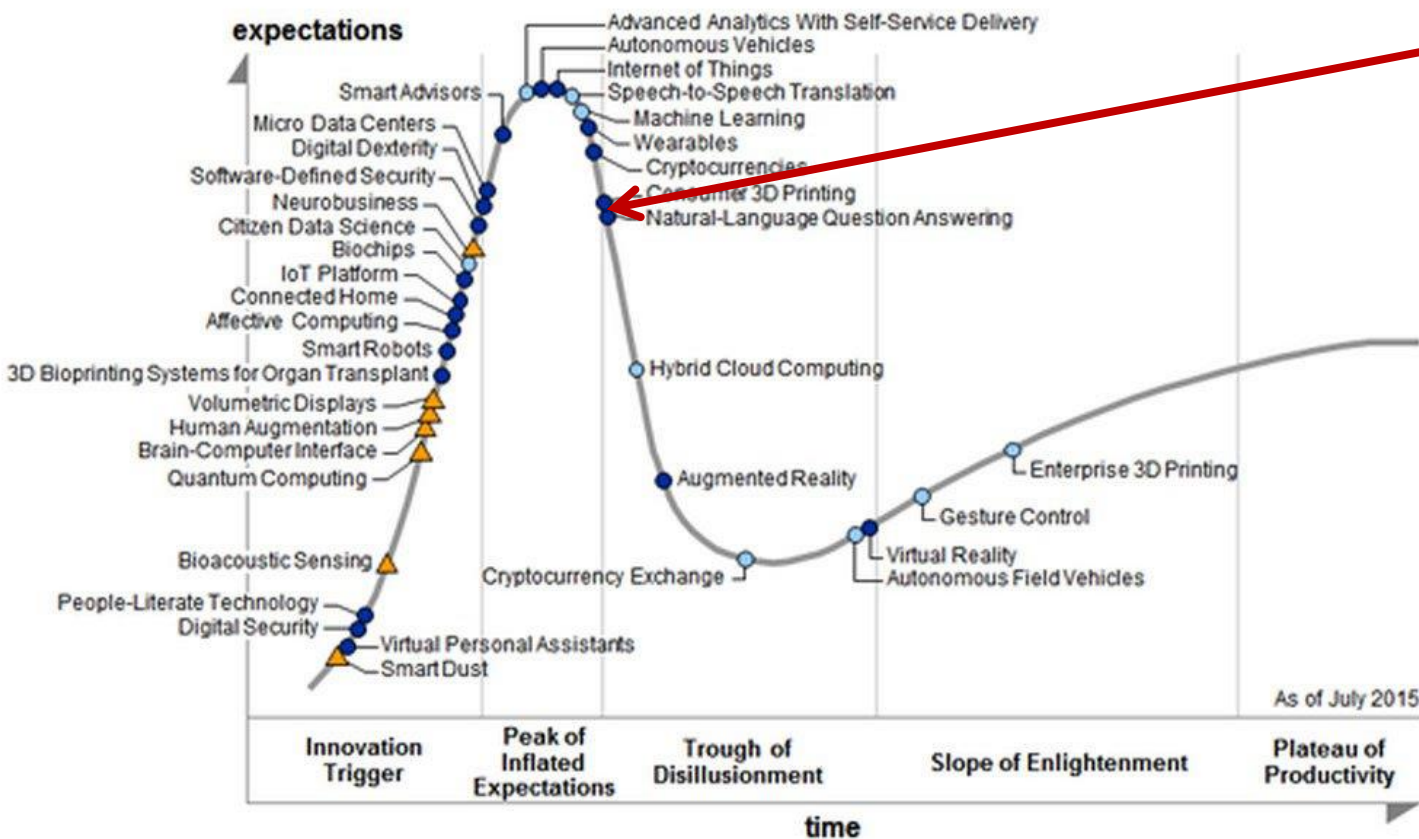 expectations
Advanced Analytics With Self-Service Delivery
Autonomous Vehicles
Internet of Things
Speech-to-Speech Translation
Machine Learning
Wearables
Cryptocurrencies
Consumer 3D Printing
Natural-Language Question Answering
Smart Advisors
Micro Data Centers
Digital Dexterity
Software-Defined Security
Neurobusiness
Citizen Data Science
Biochips
IoT Platform
Connected Home
Affective Computing
Smart Robots
3D Bioprinting Systems for Organ Transplant
Volumetric Displays
Human Augmentation
Brain-Computer Interface
Quantum Computing
Bioacoustic Sensing
People-Literate Technology
Digital Security
Virtual Personal Assistants
Smart Dust
Hybrid Cloud Computing
Augmented Reality
Cryptocurrency Exchange
Enterprise 3D Printing
Gesture Control
Virtual Reality
Autonomous Field Vehicles
As of July 2015
Innovation
Trigger
Peak of
Inflated
Expectations
Trough of
Disillusionment
Slope of Enlightenment
Plateau of
Productivity
time